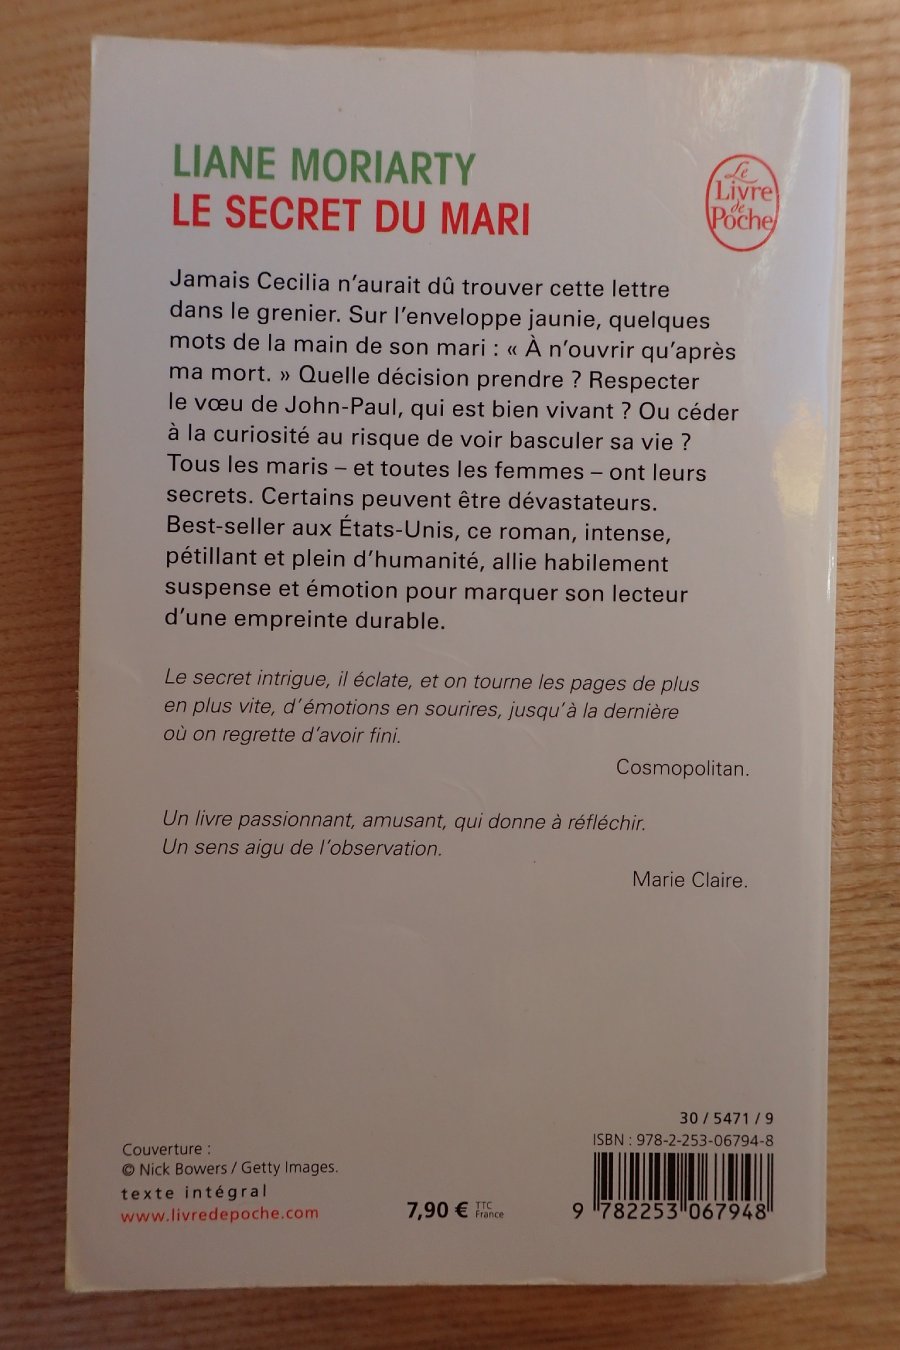 LIANE MORIARTY
LE SECRET DU MARI
Le
Livre
de
Poche
Jamais Cecilia n’aurait dû trouver cette lettre
dans le grenier. Sur l’enveloppe jaunie, quelques
mots de la main de son mari : « À n’ouvrir qu’après
ma mort. » Quelle décision prendre ? Respecter
le vœu de John-Paul, qui est bien vivant ? Ou céder
à la curiosité au risque de voir basculer sa vie ?
Tous les maris – et toutes les femmes – ont leurs
secrets. Certains peuvent être dévastateurs.
Best-seller aux États-Unis, ce roman, intense,
pétillant et plein d’humanité, allie habilement
suspense et émotion pour marquer son lecteur
d’une empreinte durable.
Le secret intrigue, il éclate, et on tourne les pages de plus
en plus vite, d’émotions en sourires, jusqu’à la dernière
où on regrette d’avoir fini.
Cosmopolitan.
Un livre passionnant, amusant, qui donne à réfléchir.
Un sens aigu de l’observation.
Marie Claire.
Couverture :
© Nick Bowers / Getty Images.
texte intégral
www.livredepoche.com
7,90 € TTC
France
30 / 5471 / 9
ISBN : 978-2-253-06794-8
9 782253 067948